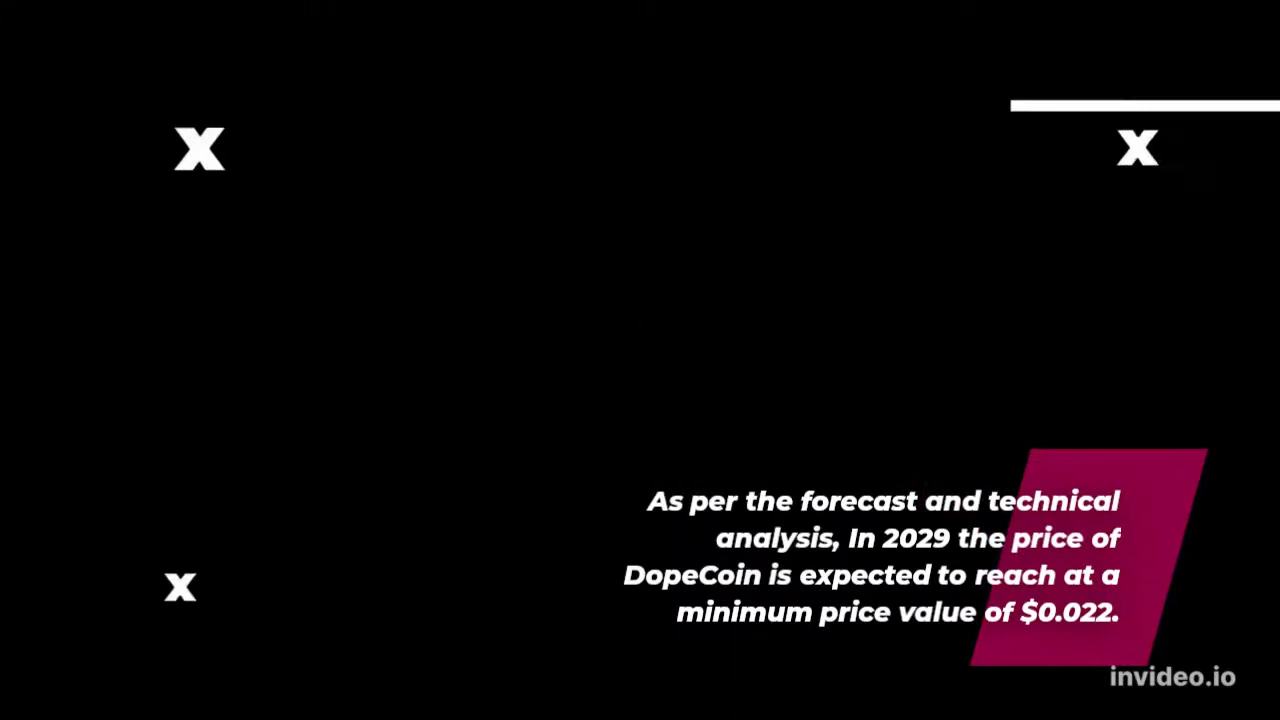 x
x
As per the forecast and technical
analysis, In 2029 the price of
DopeCoin is expected to reach at a
minimum price value of $0.022.
x
invideo.io